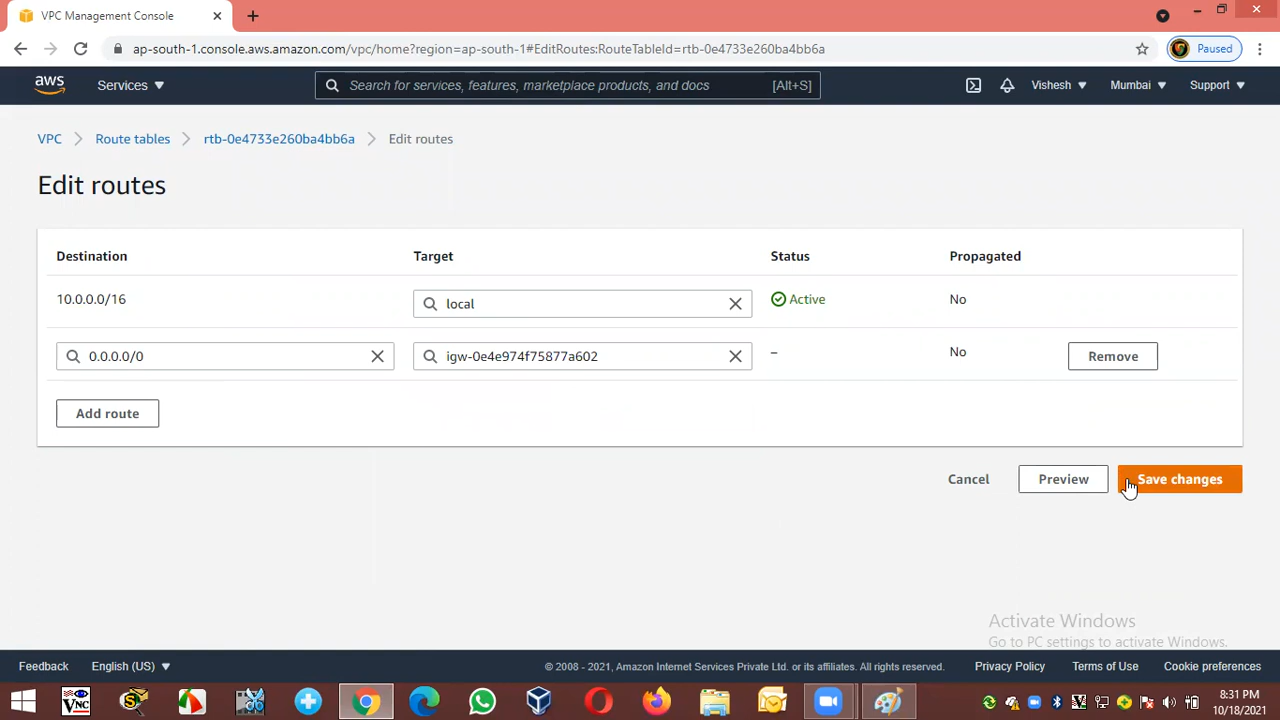 VPC Management Console
ap-south-1.console.aws.amazon.com/vpc/home?region=ap-south-1#EditRoutes:RouteTableId=rtb-0e4733e260ba4bb6a
Paused
aws
Services
Search for services, features, marketplace products, and docs
[Alt+S]
Vishesh
Mumbai
Support
VPC
Route tables
rtb-0e4733e260ba4bb6a
Edit routes
Edit routes
Destination
Target
Status
Propagated
10.0.0.0/16
local
Active
No
0.0.0.0/0
igw-0e4e974f75877a602
–
No
Remove
Add route
Cancel
Preview
Save changes
Activate Windows
Go to PC settings to activate Windows.
Feedback
English (US)
© 2008 - 2021, Amazon Internet Services Private Ltd. or its affiliates. All rights reserved.
Privacy Policy
Terms of Use
Cookie preferences
8:31 PM
10/18/2021